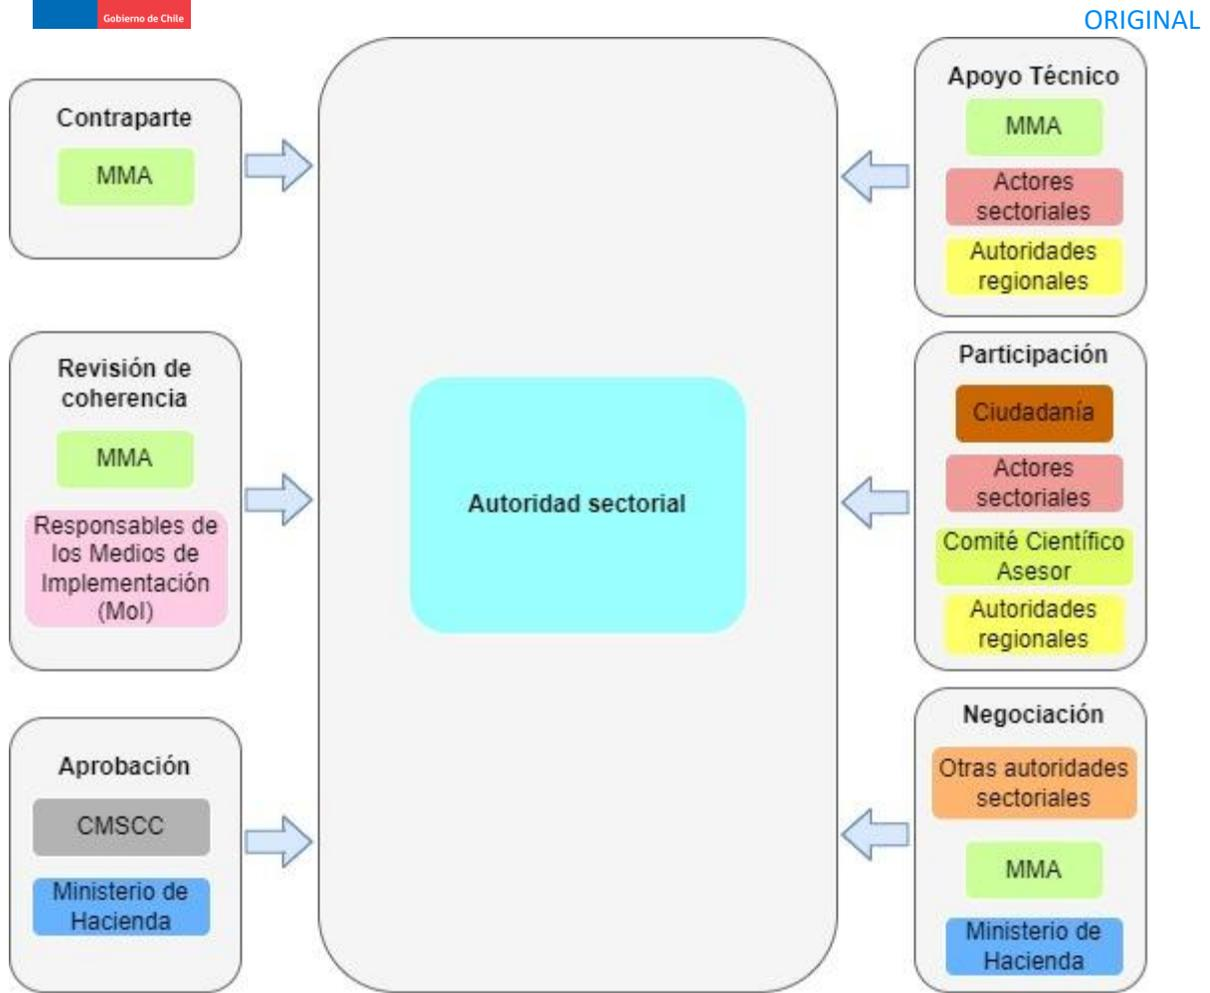 Gobierno de Chile
ORIGINAL
Contraparte
MMA
Revisión de
coherencia
MMA
Responsables de
los Medios de
Implementación
(MoI)
Aprobación
CMSCC
Ministerio de
Hacienda
Autoridad sectorial
Apoyo Técnico
MMA
Actores
sectoriales
Autoridades
regionales
Participación
Ciudadanía
Actores
sectoriales
Comité Científico
Asesor
Autoridades
regionales
Negociación
Otras autoridades
sectoriales
MMA
Ministerio de
Hacienda